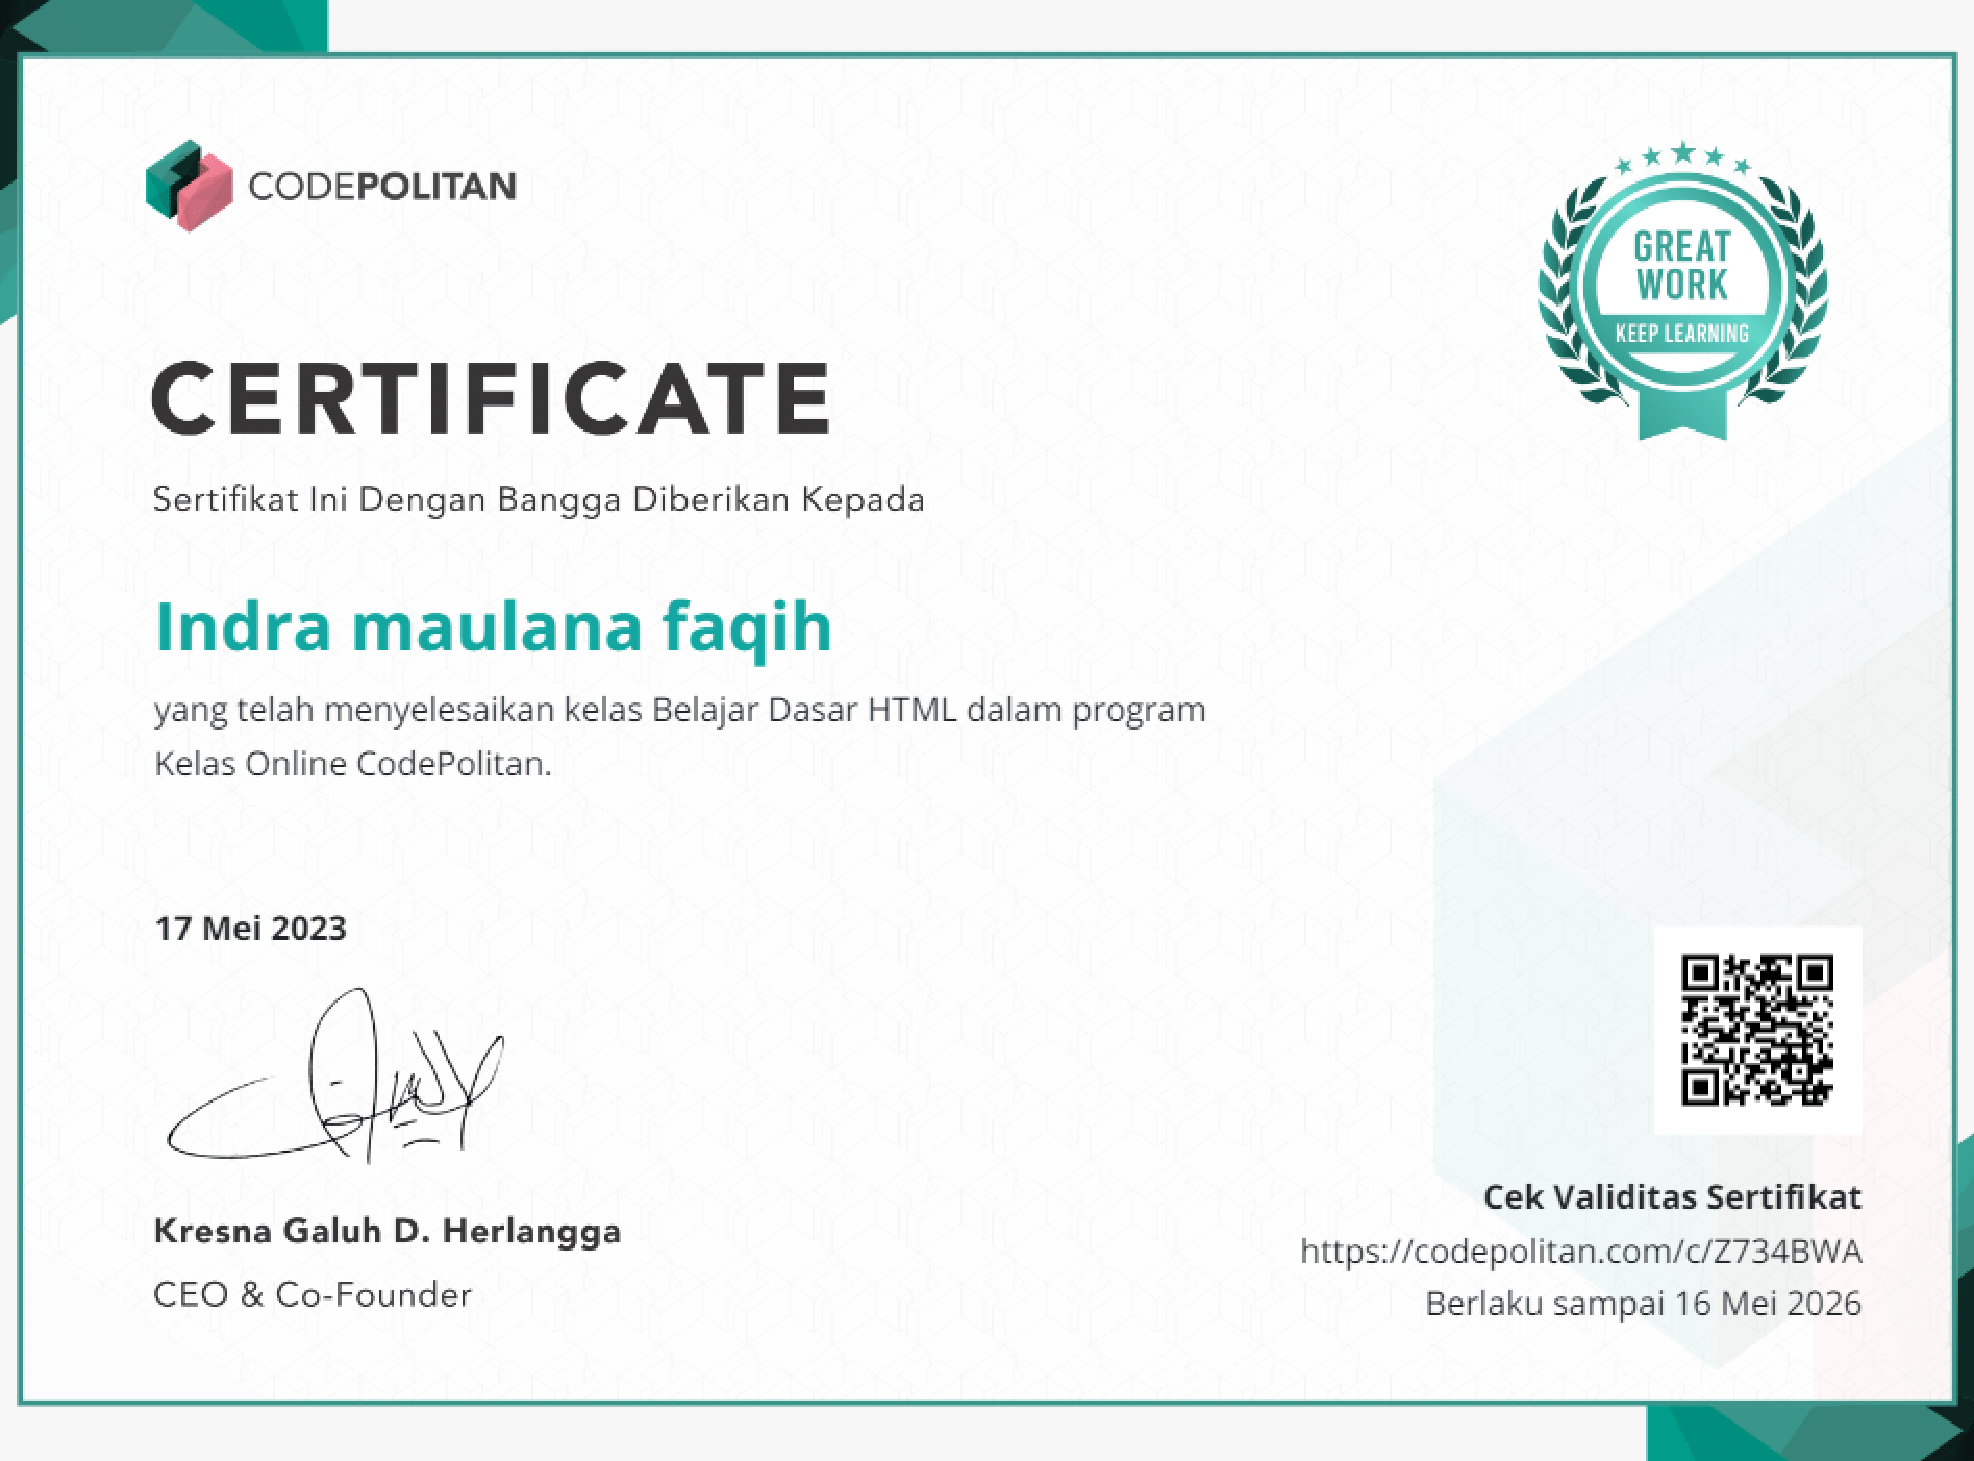 CODEPOLITAN
GREAT
WORK
KEEP LEARNING
CERTIFICATE
Sertifikat Ini Dengan Bangga Diberikan Kepada
Indra maulana faqih
yang telah menyelesaikan kelas Belajar Dasar HTML dalam program
Kelas Online CodePolitan.
17 Mei 2023
Kresna Galuh D. Herlangga
CEO & Co-Founder
Cek Validitas Sertifikat
https://codepolitan.com/c/Z734BWA
Berlaku sampai 16 Mei 2026